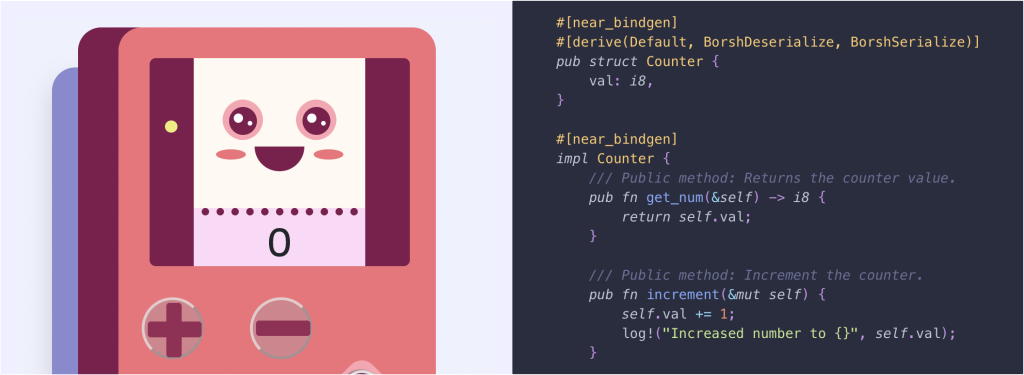 0
#[near_bindgen]
#[derive(Default, BorshDeserialize, BorshSerialize)]
pub struct Counter {
    val: i8,
}

#[near_bindgen]
impl Counter {
    /// Public method: Returns the counter value.
    pub fn get_num(&self) -> i8 {
        return self.val;
    }

    /// Public method: Increment the counter.
    pub fn increment(&mut self) {
        self.val += 1;
        log!("Increased number to {}", self.val);
    }